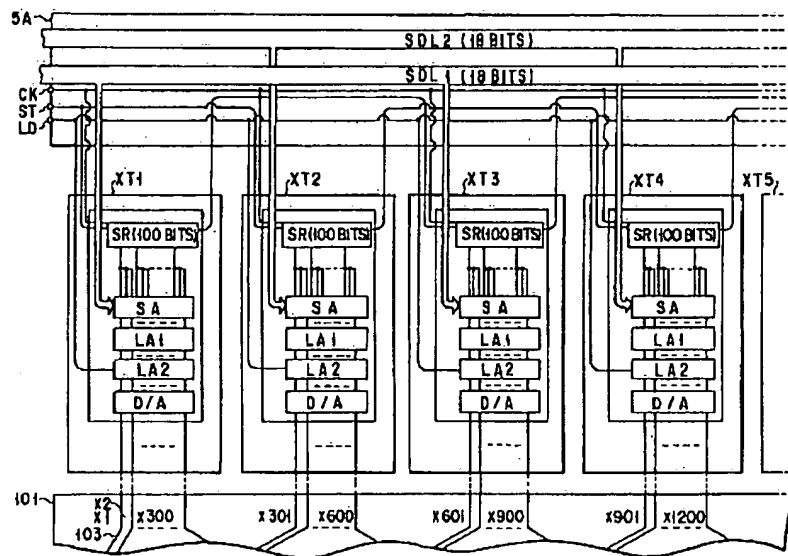 5A
SDL2 (18 BITS)
SDL1 (18 BITS)
CK
ST
LD
XT1 XT2 XT3 XT4 XT5
SR(100 BITS) SR(100 BITS) SR(100 BITS) SR(100 BITS)
SA SA SA SA
LA1 LA1 LA1 LA1
LA2 LA2 LA2 LA2
D/A D/A D/A D/A
101
X2
X1 X300 X301 X600 X601 X900 X901 X1200
103